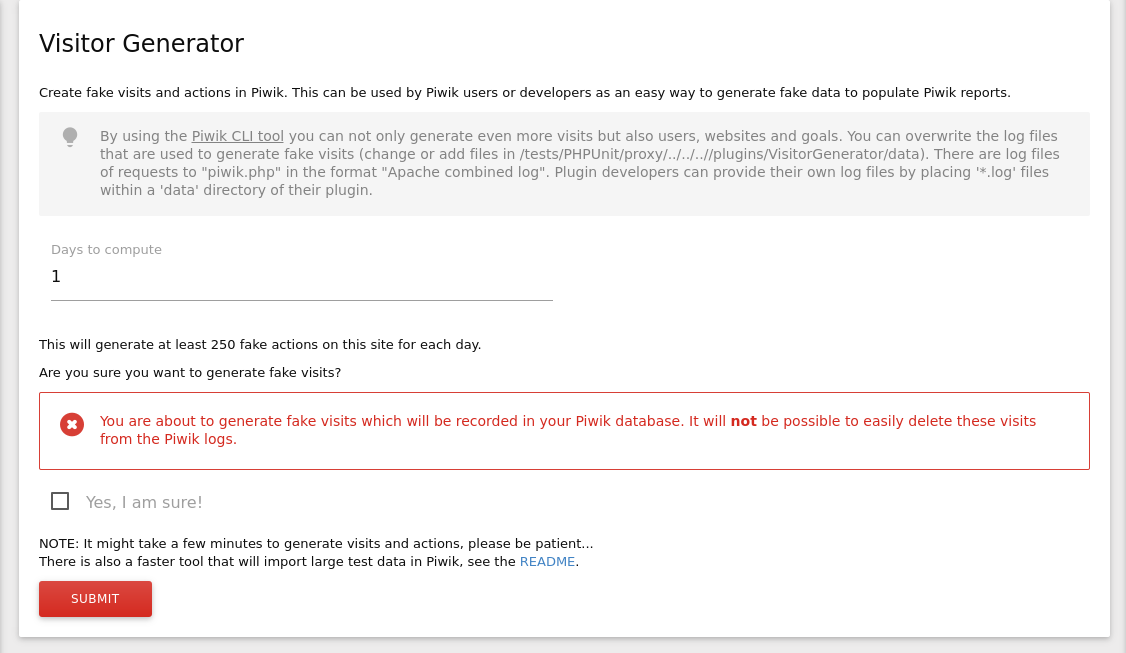 Visitor Generator
Create fake visits and actions in Piwik. This can be used by Piwik users or developers as an easy way to generate fake data to populate Piwik reports.
By using the Piwik CLI tool you can not only generate even more visits but also users, websites and goals. You can overwrite the log files
that are used to generate fake visits (change or add files in /tests/PHPUnit/proxy/../../..//plugins/VisitorGenerator/data). There are log files
of requests to "piwik.php" in the format "Apache combined log". Plugin developers can provide their own log files by placing '*.log' files
within a 'data' directory of their plugin.
Days to compute
1
This will generate at least 250 fake actions on this site for each day.
Are you sure you want to generate fake visits?
You are about to generate fake visits which will be recorded in your Piwik database. It will not be possible to easily delete these visits
from the Piwik logs.
Yes, I am sure!
NOTE: It might take a few minutes to generate visits and actions, please be patient...
There is also a faster tool that will import large test data in Piwik, see the README.
SUBMIT